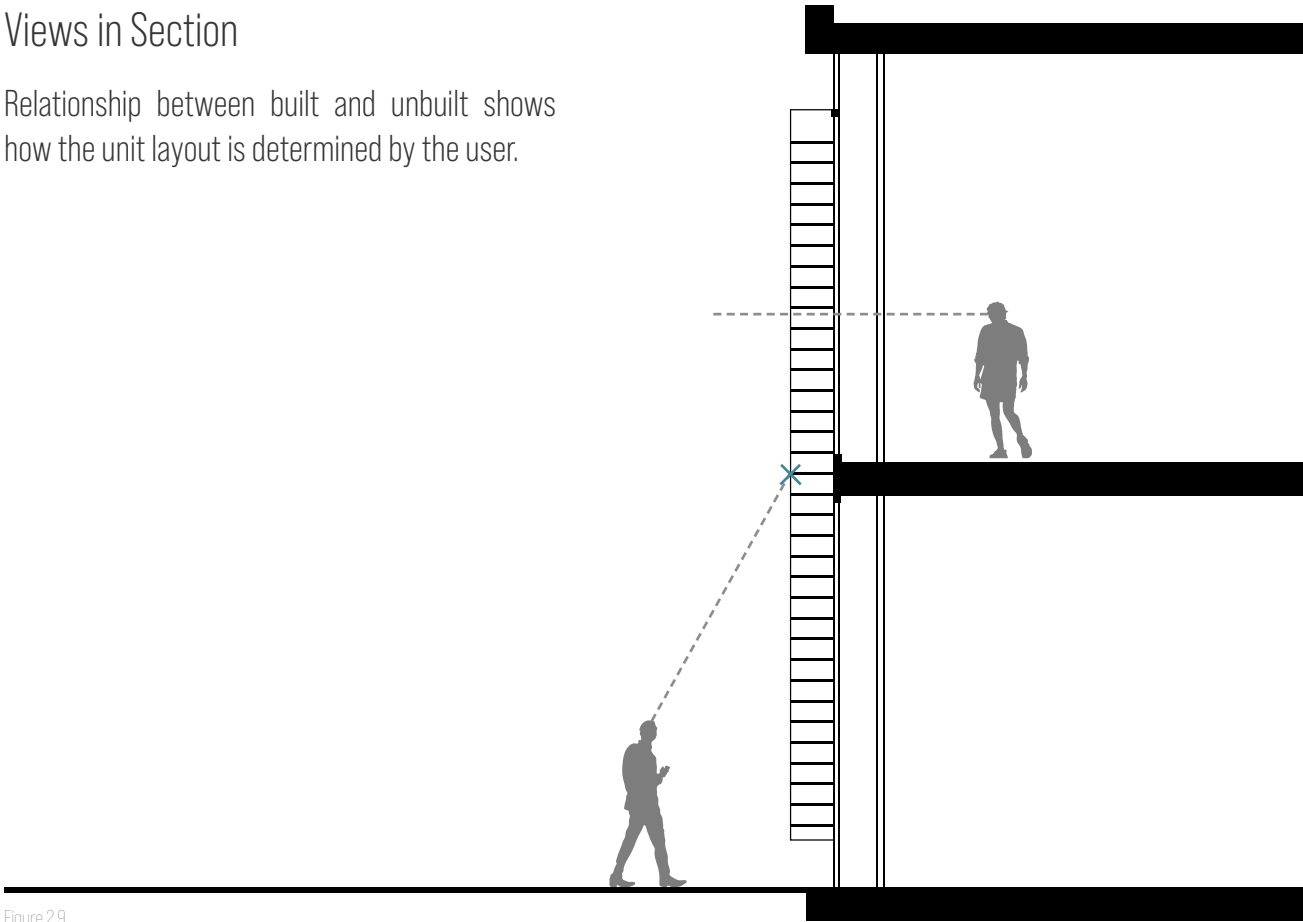 Views in Section
Relationship between built and unbuilt shows
how the unit layout is determined by the user.
Figure 2.9